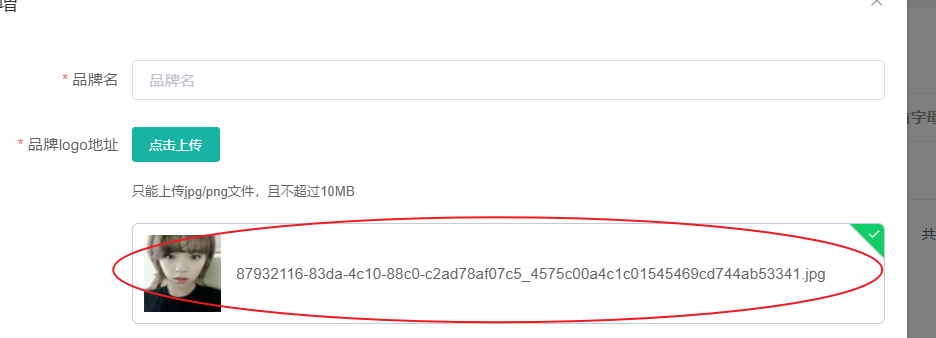 增
* 品牌名
品牌名
* 品牌logo地址
点击上传
只能上传jpg/png文件，且不超过10MB
87932116-83da-4c10-88c0-c2ad78af07c5_4575c00a4c1c01545469cd744ab53341.jpg
字母
共